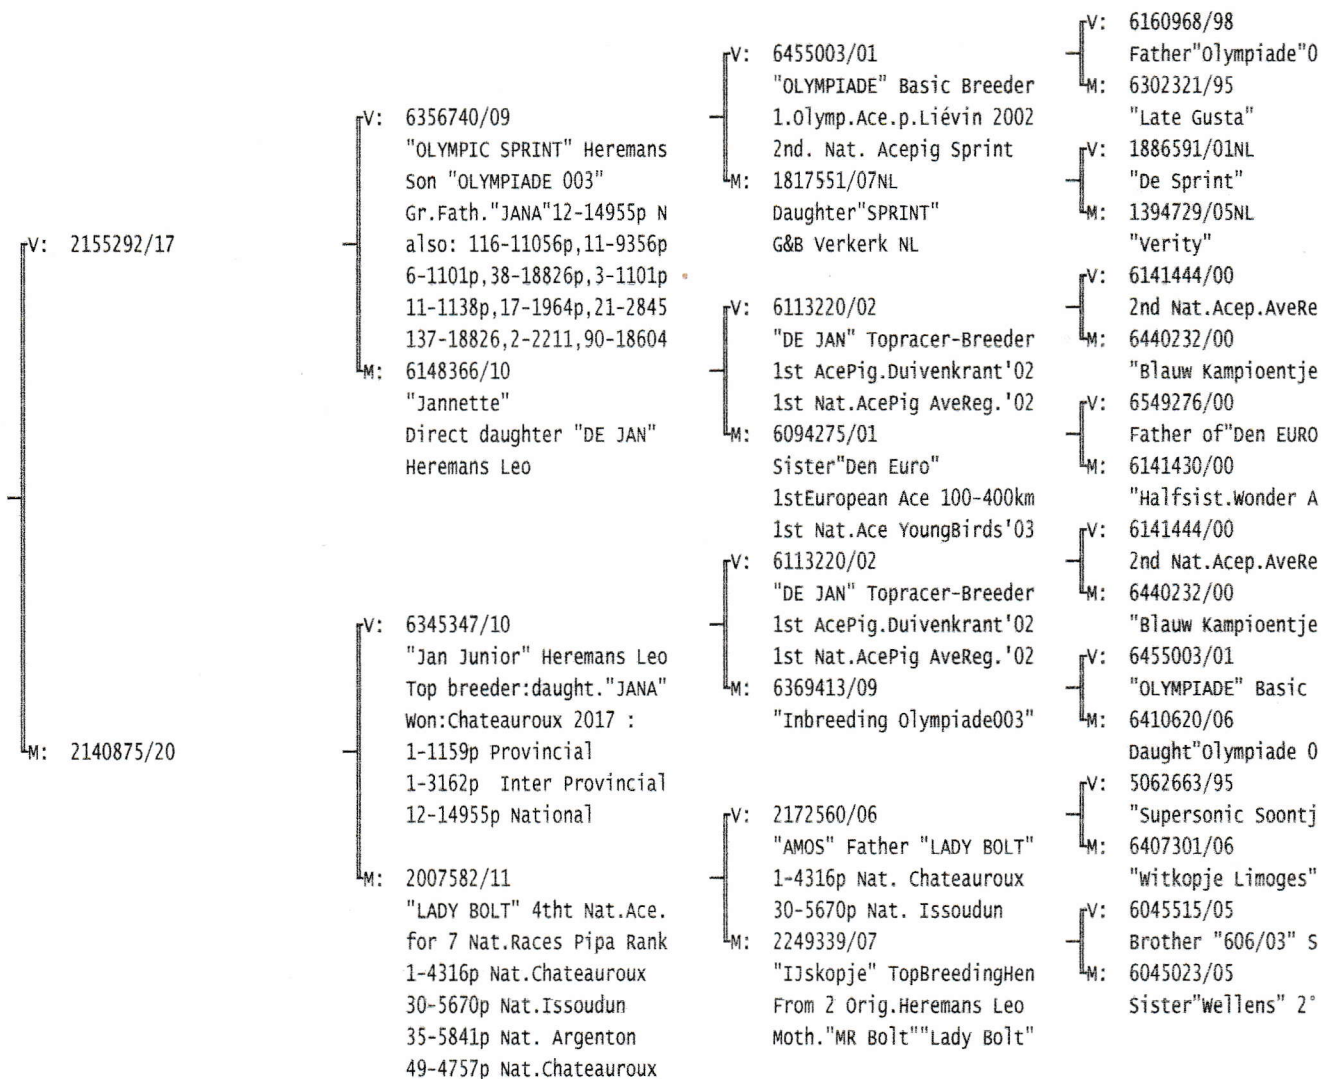 V: 2155292/17
M: 2140875/20
V: 6356740/09
"OLYMPIC SPRINT" Heremans
Son "OLYMPIADE 003"
Gr.Fath."JANA"12-14955p N
also: 116-11056p,11-9356p
6-1101p,38-18826p,3-1101p
11-1138p,17-1964p,21-2845
137-18826,2-2211,90-18604
M: 6148366/10
"Jannette"
Direct daughter "DE JAN"
Heremans Leo
V: 6345347/10
"Jan Junior" Heremans Leo
Top breeder:daught."JANA"
Won:Chateauroux 2017 :
1-1159p Provincial
1-3162p Inter Provincial
12-14955p National
M: 2007582/11
"LADY BOLT" 4tht Nat.Ace.
for 7 Nat.Races Pipa Rank
1-4316p Nat.Chateauroux
30-5670p Nat.Issoudun
35-5841p Nat. Argenton
49-4757p Nat.Chateauroux
V: 6455003/01
"OLYMPIADE" Basic Breeder
1.Olymp.Ace.p.Liévin 2002
2nd. Nat. Acepig Sprint
M: 1817551/07NL
Daughter"SPRINT"
G&B Verkerk NL
V: 6113220/02
"DE JAN" Topracer-Breeder
1st AcePig.Duivenkrant'02
1st Nat.AcePig AveReg.'02
M: 6094275/01
Sister"Den Euro"
1stEuropean Ace 100-400km
1st Nat.Ace YoungBirds'03
V: 6113220/02
"DE JAN" Topracer-Breeder
1st AcePig.Duivenkrant'02
1st Nat.AcePig AveReg.'02
M: 6369413/09
"Inbreeding Olympiade003"
V: 2172560/06
"AMOS" Father "LADY BOLT"
1-4316p Nat. Chateauroux
30-5670p Nat. Issoudun
M: 2249339/07
"IJskopje" TopBreedingHen
From 2 Orig.Heremans Leo
Moth."MR Bolt""Lady Bolt"
V: 6160968/98
Father"Olympiade"0
M: 6302321/95
"Late Gusta"
V: 1886591/01NL
"De Sprint"
M: 1394729/05NL
"Verity"
V: 6141444/00
2nd Nat.Acep.AveRe
M: 6440232/00
"Blauw Kampioentje
V: 6549276/00
Father of"Den EURO
M: 6141430/00
"Halfsist.Wonder A
V: 6141444/00
2nd Nat.Acep.AveRe
M: 6440232/00
"Blauw Kampioentje
V: 6455003/01
"OLYMPIADE" Basic
M: 6410620/06
Daught"Olympiade 0
V: 5062663/95
"Supersonic Soontj
M: 6407301/06
"Witkopje Limoges"
V: 6045515/05
Brother "606/03" S
M: 6045023/05
Sister"Wellens" 2°